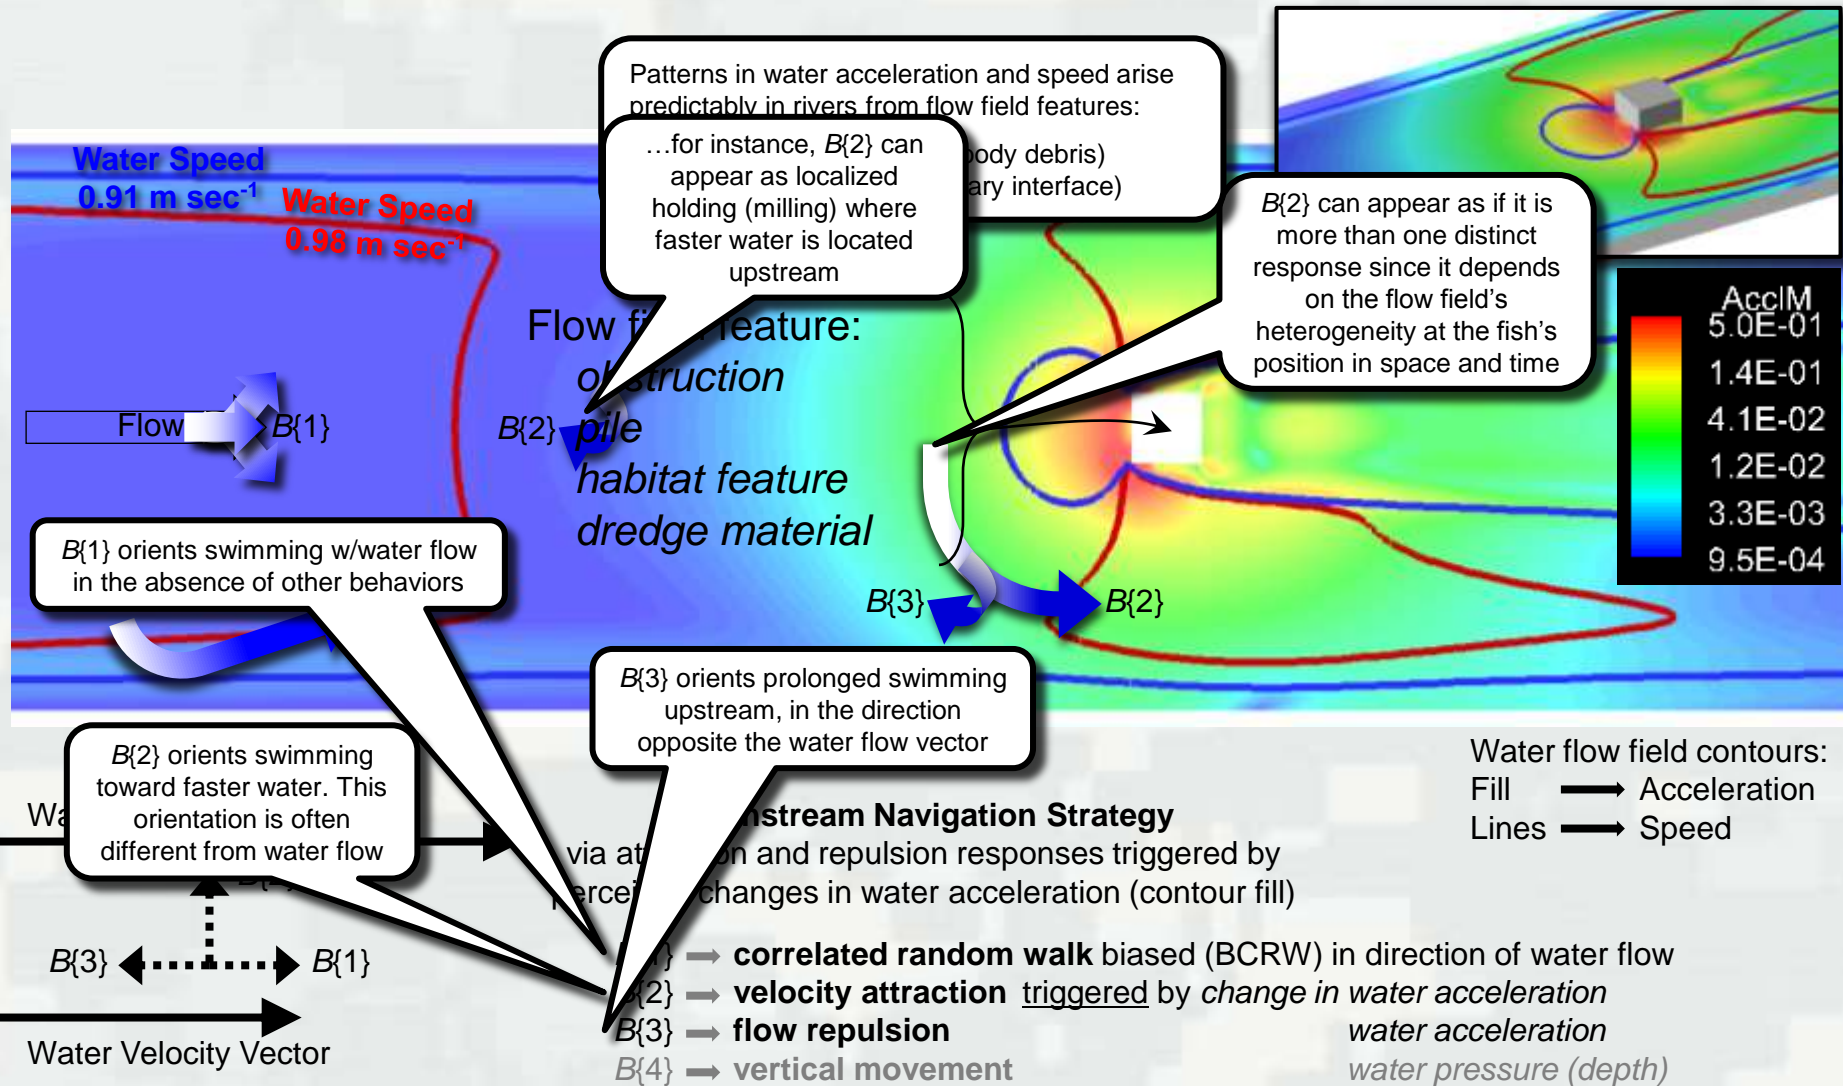 Patterns in water acceleration and speed arise
predictably in rivers from flow field features:
body debris)
ary interface)
…for instance, B{2} can
appear as localized
holding (milling) where
faster water is located
upstream
B{2} can appear as if it is
more than one distinct
response since it depends
on the flow field’s
heterogeneity at the fish’s
position in space and time
Water Speed
0.91 m sec-1
Water Speed
0.98 m sec-1
AcclM
5.0E-01
1.4E-01
4.1E-02
1.2E-02
3.3E-03
9.5E-04
Flow feature:
obstruction
pile
habitat feature
dredge material
Flow
B{1}
B{2}
B{3}
B{2}
B{1} orients swimming w/water flow
in the absence of other behaviors
B{3} orients prolonged swimming
upstream, in the direction
opposite the water flow vector
B{2} orients swimming
toward faster water. This
orientation is often
different from water flow
Water flow field contours:
Fill → Acceleration
Lines → Speed
nstream Navigation Strategy
via and repulsion responses triggered by
changes in water acceleration (contour fill)
B{3}
B{1}
Water Velocity Vector
→ correlated random walk biased (BCRW) in direction of water flow
{2} → velocity attraction triggered by change in water acceleration
B{3} → flow repulsion water acceleration
B{4} → vertical movement water pressure (depth)